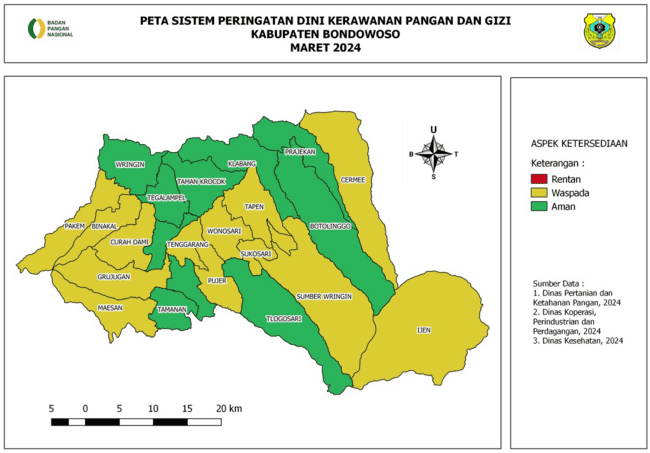 BADAN
PANGAN
NASIONAL
PETA SISTEM PERINGATAN DINI KERAWANAN PANGAN DAN GIZI
KABUPATEN BONDOWOSO
MARET 2024
U
B
T
S
WRINGIN
KLABANG
PRAJEKAN
CERMEE
TAMAN KROCOK
TEGALAMPEL
TAPEN
PAKEM
BINAKAL
BOTOLINGGO
WONOSARI
CURAH DAMI
TENGGARANG
SUKOSARI
GRUJUGAN
PUJER
SUMBER WRINGIN
MAESAN
TAMANAN
TLOGOSARI
IJEN
5 0 5 10 15 20 km
ASPEK KETERSEDIAAN
Keterangan :
Rentan
Waspada
Aman
Sumber Data :
1. Dinas Pertanian dan
Ketahanan Pangan, 2024
2. Dinas Koperasi,
Perindustrian dan
Perdagangan, 2024
3. Dinas Kesehatan, 2024